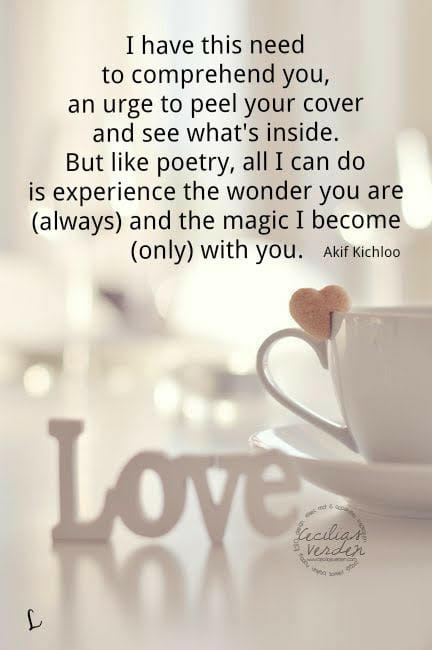 I have this need
to comprehend you,
an urge to peel your cover
and see what's inside.
But like poetry, all I can do
is experience the wonder you are
(always) and the magic I become
(only) with you. Akif Kichloo
Love
Cecilias
Verden
L